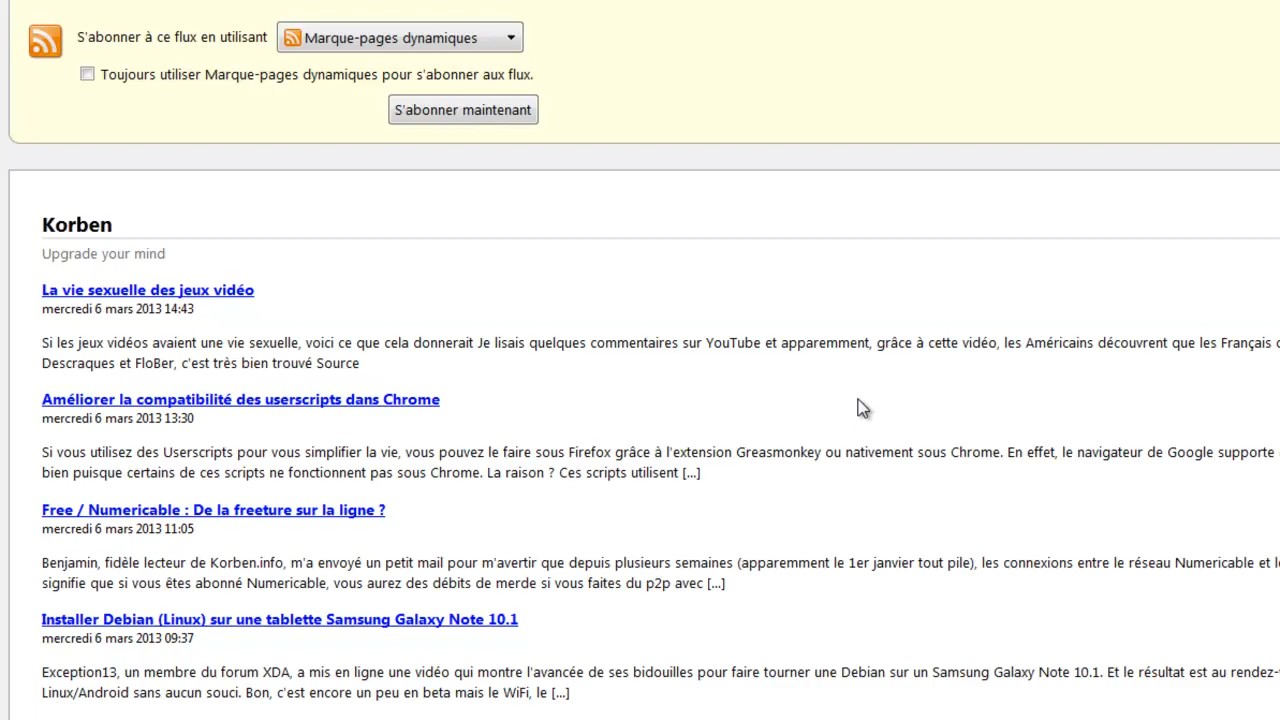 S'abonner à ce flux en utilisant Marque-pages dynamiques
Toujours utiliser Marque-pages dynamiques pour s'abonner aux flux.
S'abonner maintenant
Korben
Upgrade your mind
La vie sexuelle des jeux vidéo
mercredi 6 mars 2013 14:43
Si les jeux vidéos avaient une vie sexuelle, voici ce que cela donnerait Je lisais quelques commentaires sur YouTube et apparemment, grâce à cette vidéo, les Américains découvrent que les Français
Descraques et FloBer, c'est très bien trouvé Source
Améliorer la compatibilité des userscripts dans Chrome
mercredi 6 mars 2013 13:30
Si vous utilisez des Userscripts pour vous simplifier la vie, vous pouvez le faire sous Firefox grâce à l'extension Greasmonkey ou nativement sous Chrome. En effet, le navigateur de Google supporte
bien puisque certains de ces scripts ne fonctionnent pas sous Chrome. La raison ? Ces scripts utilisent [...]
Free / Numericable : De la freeture sur la ligne ?
mercredi 6 mars 2013 11:05
Benjamin, fidèle lecteur de Korben.info, m'a envoyé un petit mail pour m'avertir que depuis plusieurs semaines (apparemment le 1er janvier tout pile), les connexions entre le réseau Numericable et
signifie que si vous êtes abonné Numericable, vous aurez des débits de merde si vous faites du p2p avec [...]
Installer Debian (Linux) sur une tablette Samsung Galaxy Note 10.1
mercredi 6 mars 2013 09:37
Exception13, un membre du forum XDA, a mis en ligne une vidéo qui montre l'avancée de ses bidouilles pour faire tourner une Debian sur un Samsung Galaxy Note 10.1. Et le résultat est au rendez-
Linux/Android sans aucun souci. Bon, c'est encore un peu en beta mais le WiFi, le [...]